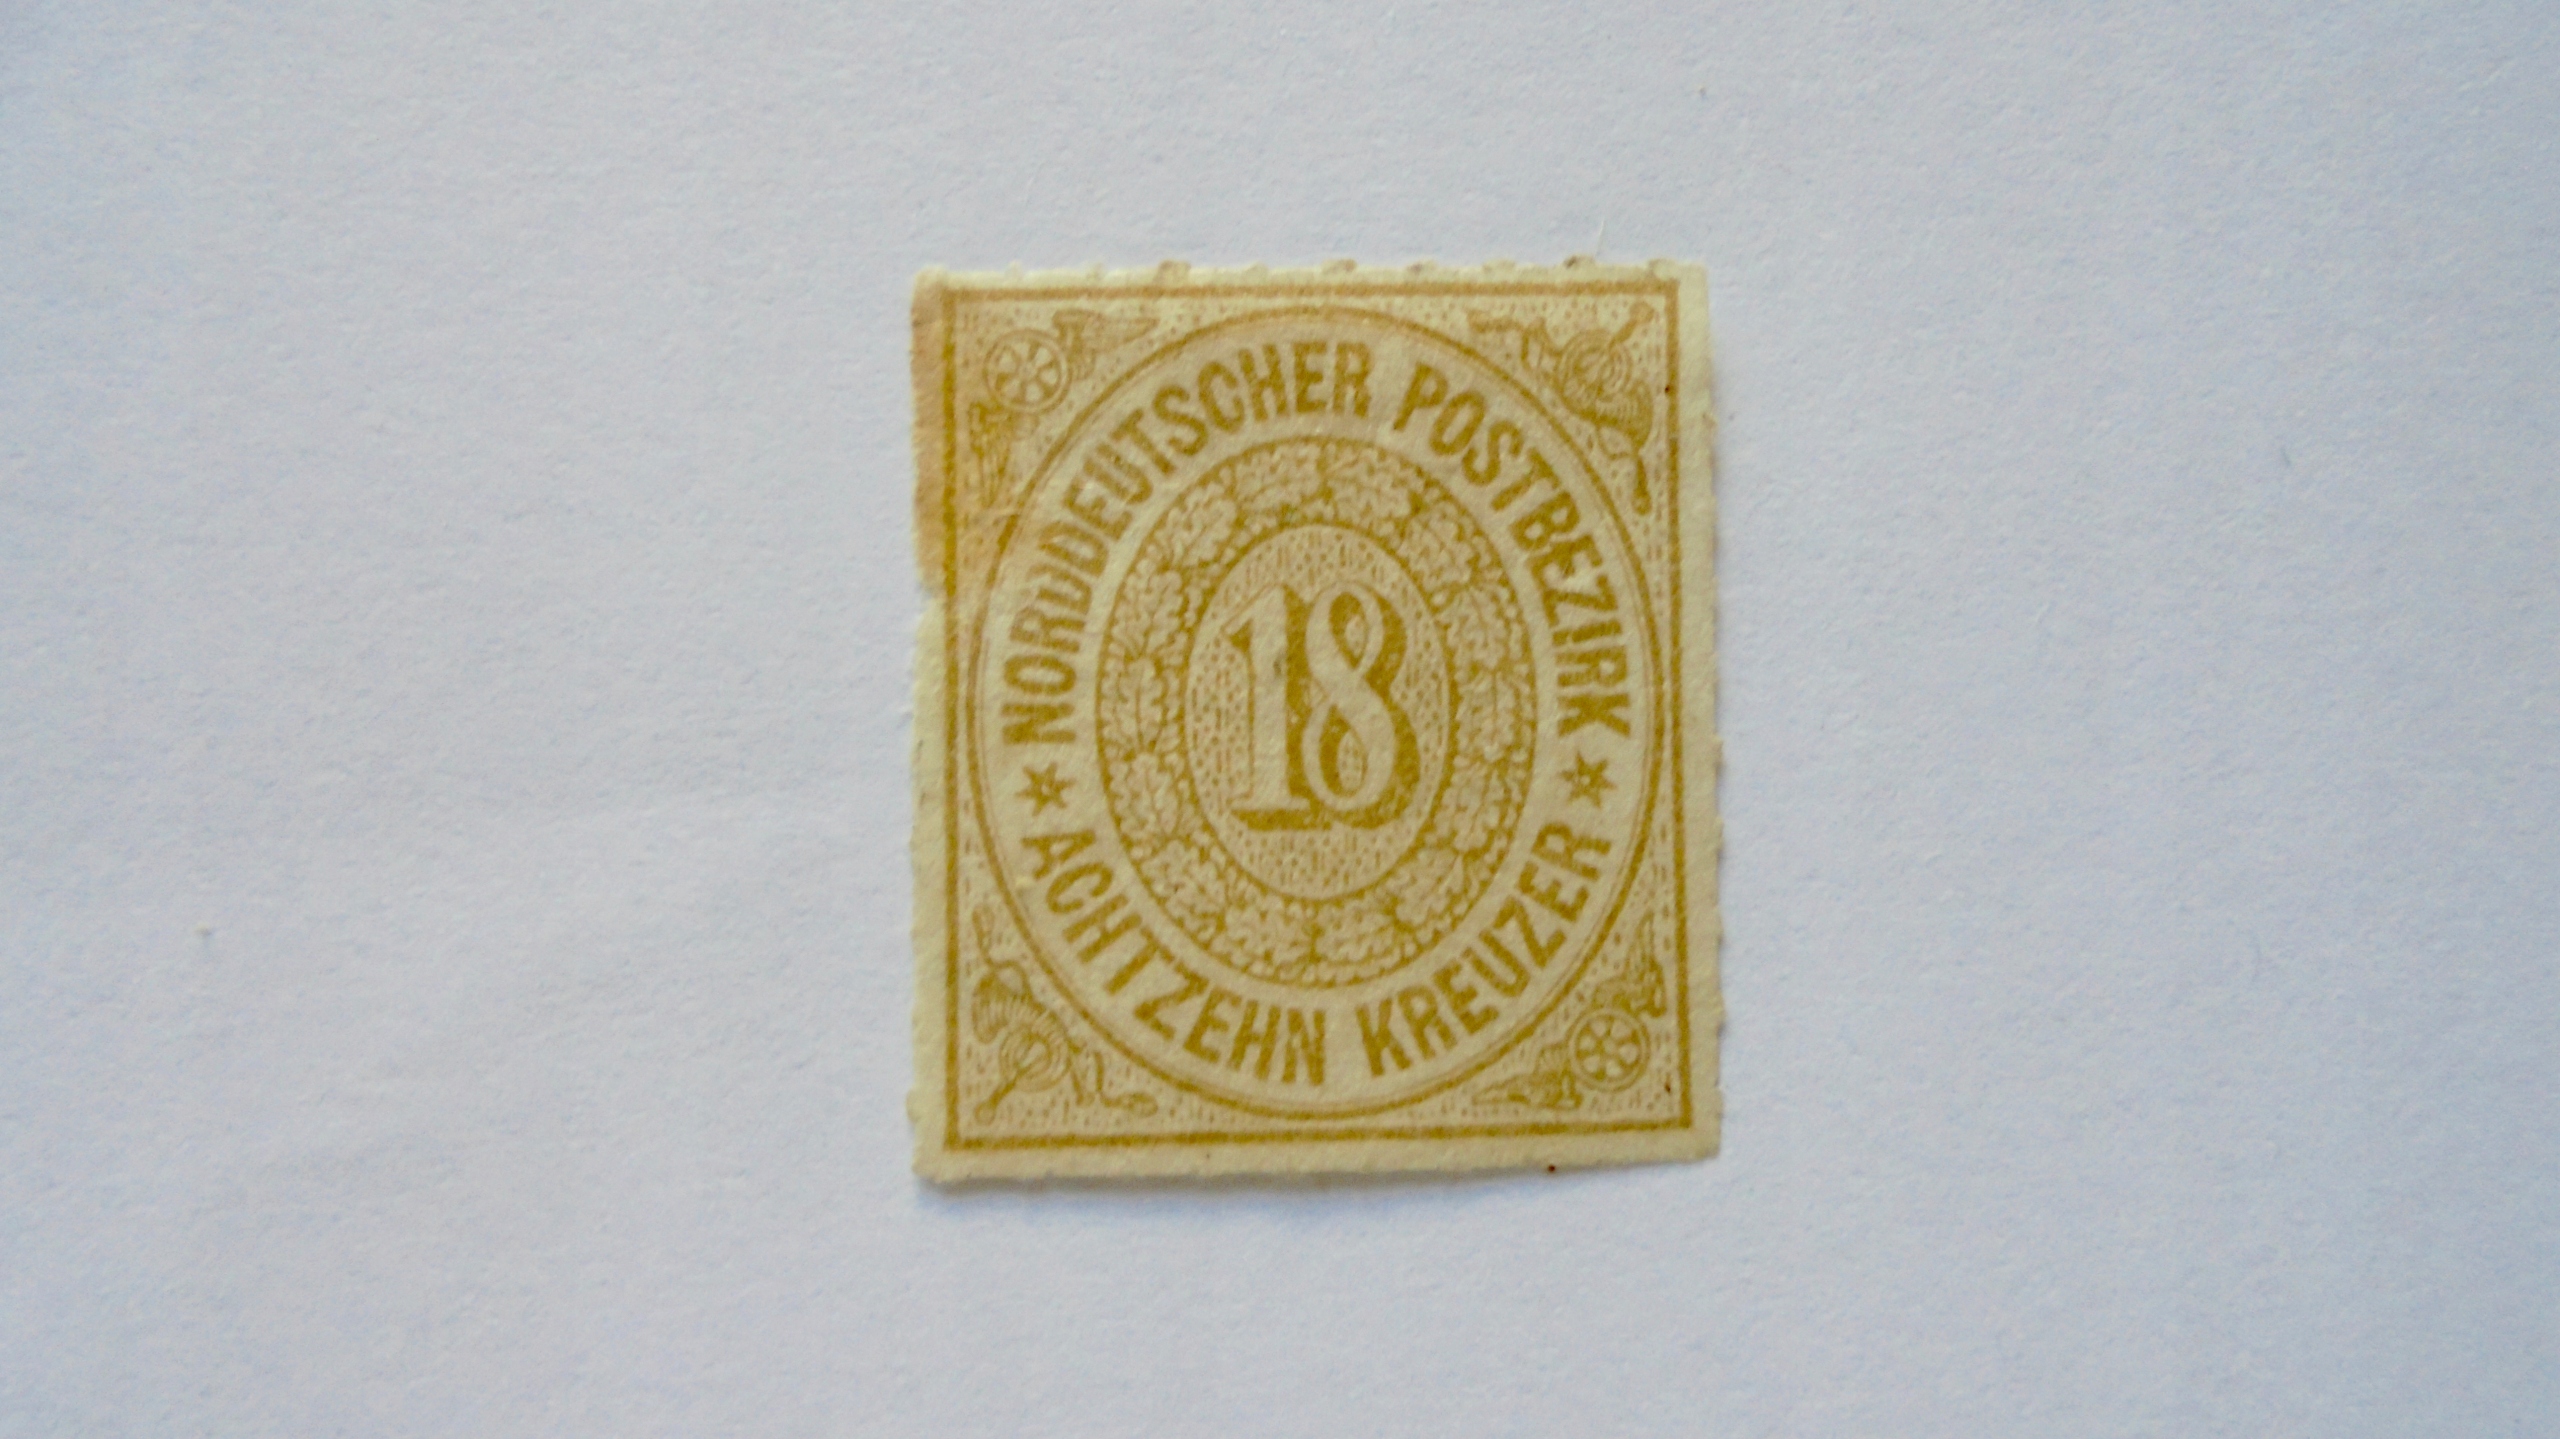 NORDDEUTSCHER POSTBEZIRK
18
ACHTZEHN KREUZER